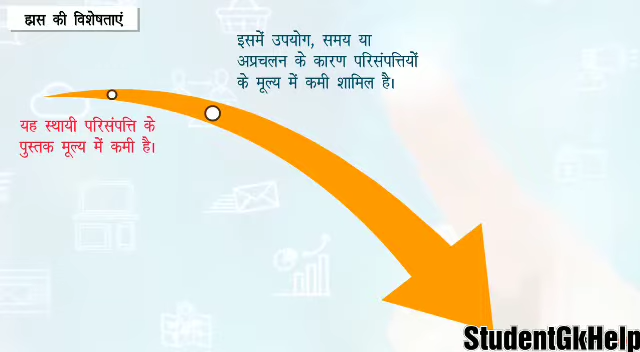 ह्रास की विशेषताएं
इसमें उपयोग, समय या
अप्रचलन के कारण परिसंपत्तियों
के मूल्य में कमी शामिल है।
यह स्थायी परिसंपत्ति के
पुस्तक मूल्य में कमी है।
StudentGkHelp